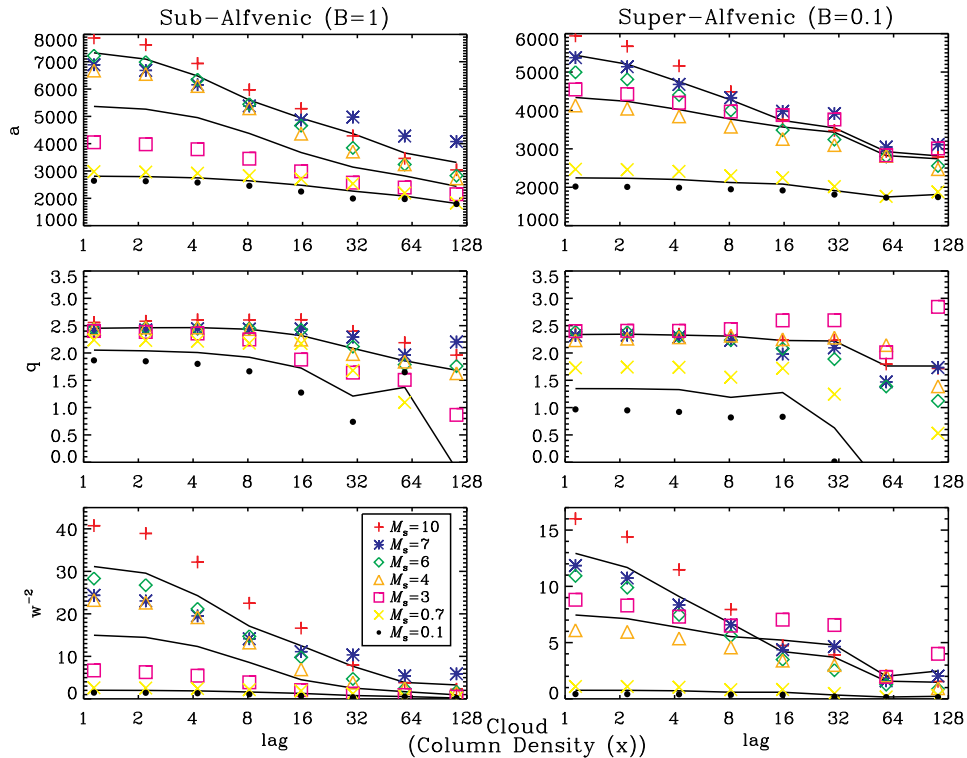 Sub-Alfvenic (B=1)
Super-Alfvenic (B=0.1)
a
8000
7000
6000
5000
4000
3000
2000
1000
1 2 4 8 16 32 64 128
6000
5000
4000
3000
2000
1000
1 2 4 8 16 32 64 128
q
3.5
3.0
2.5
2.0
1.5
1.0
0.5
0.0
1 2 4 8 16 32 64 128
3.5
3.0
2.5
2.0
1.5
1.0
0.5
0.0
1 2 4 8 16 32 64 128
w⁻²
40
30
20
10
0
M_s=10
M_s=7
M_s=6
M_s=4
M_s=3
M_s=0.7
M_s=0.1
1 2 4 8 16 32 64 128
lag
15
10
5
0
1 2 4 8 16 32 64 128
lag
Cloud
(Column Density (x))